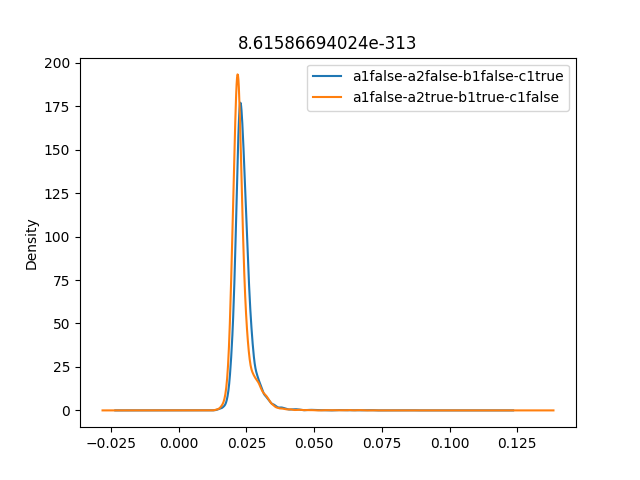 8.61586694024e-313
a1false-a2false-b1false-c1true
a1false-a2true-b1true-c1false
Density
200
175
150
125
100
75
50
25
0
−0.025 0.000 0.025 0.050 0.075 0.100 0.125